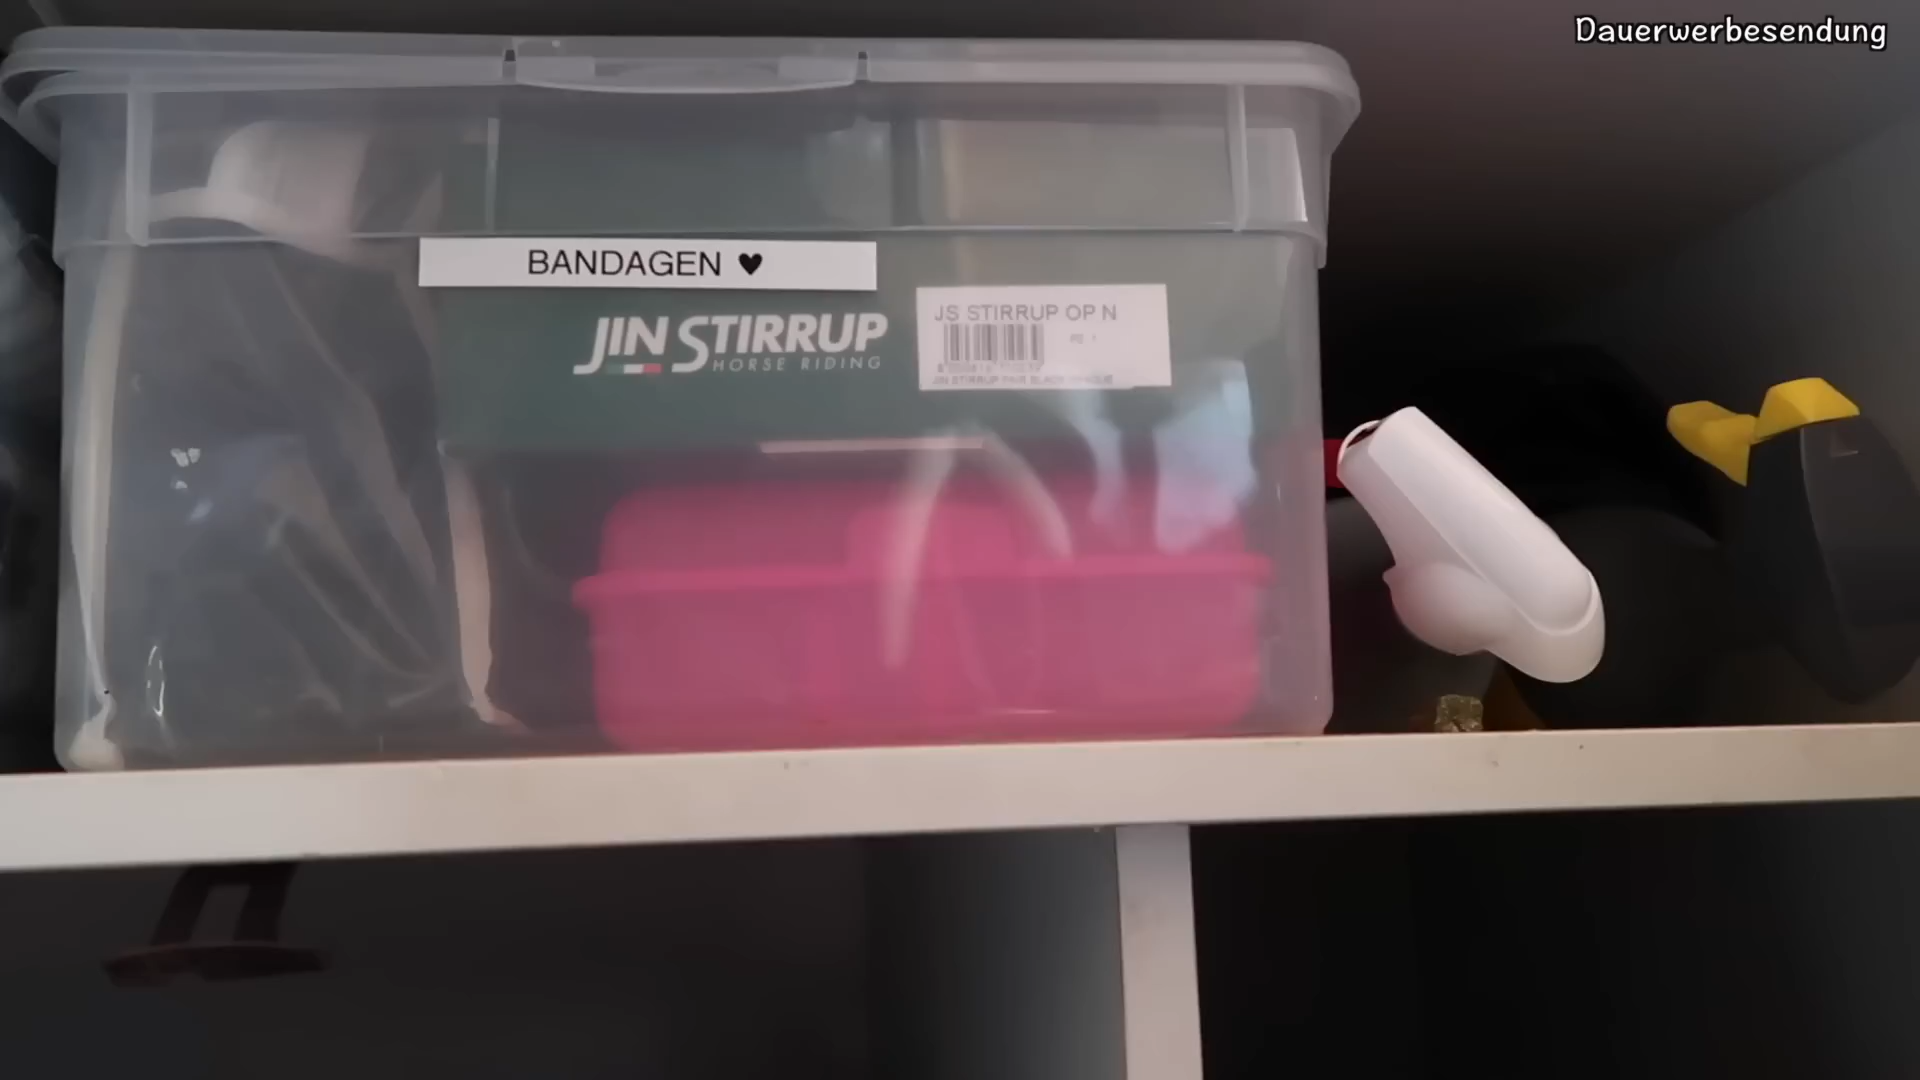 Dauerwerbesendung
BANDAGEN ♥
JIN STIRRUP
HORSE RIDING
JS STIRRUP OP N